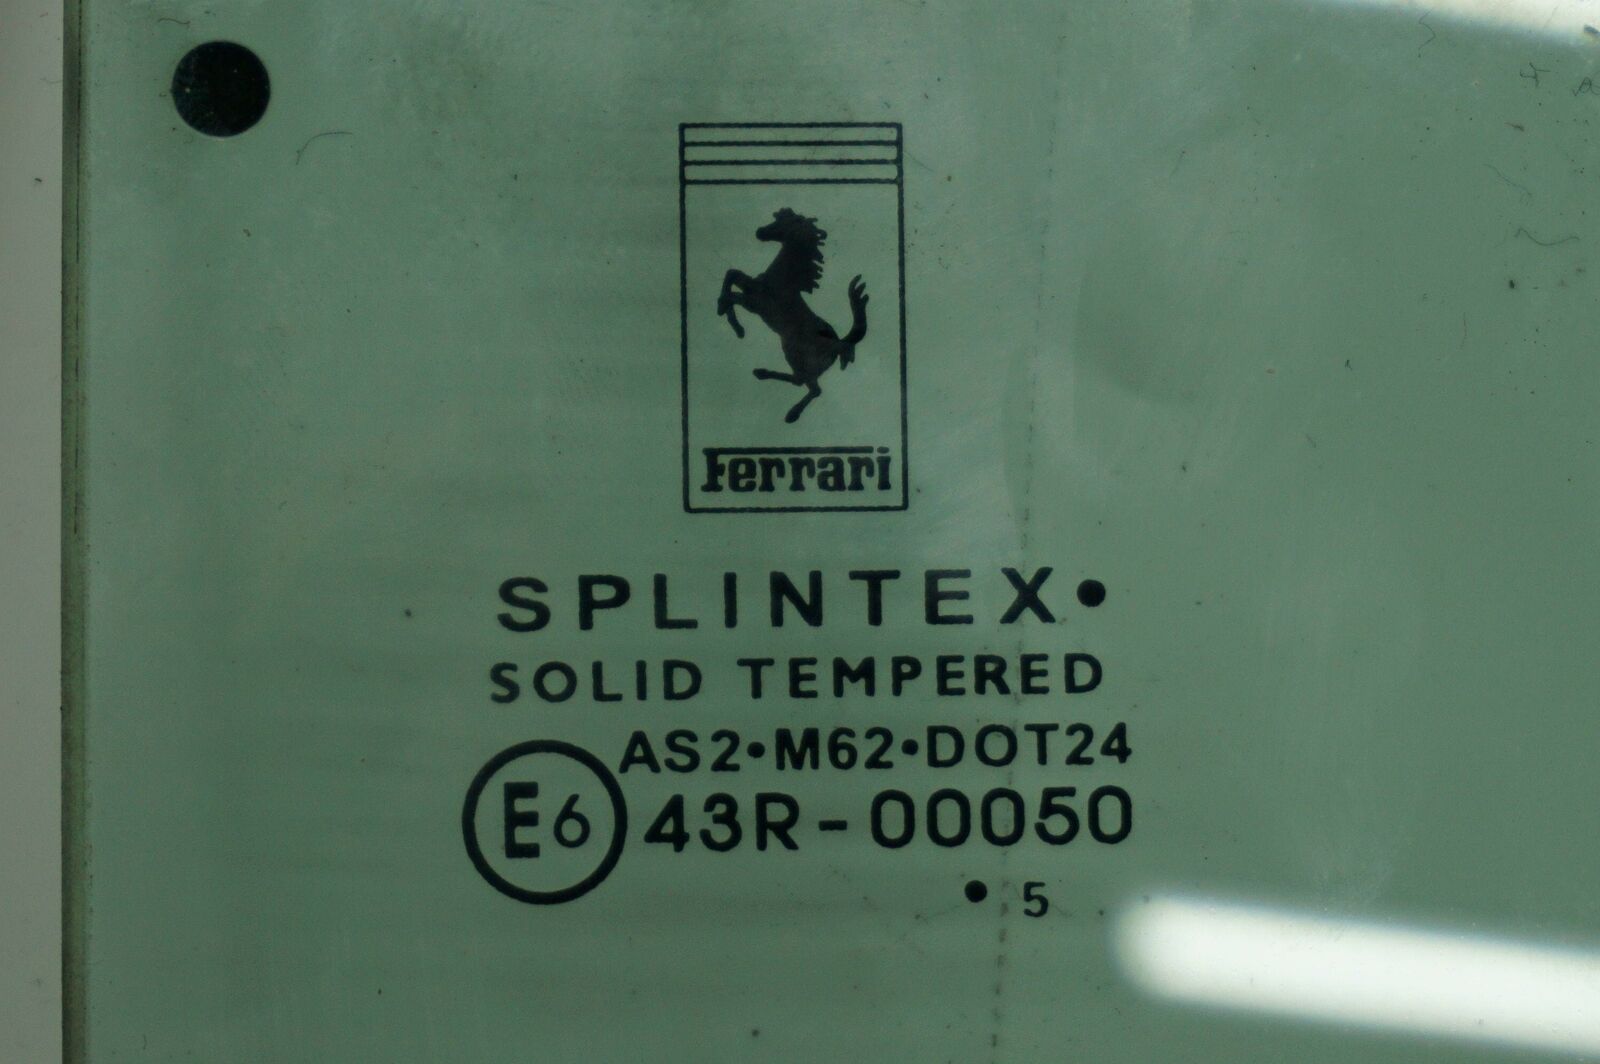 Ferrari
SPLINTEX•
SOLID TEMPERED
AS2•M62•DOT24
E6 43R-00050
• 5